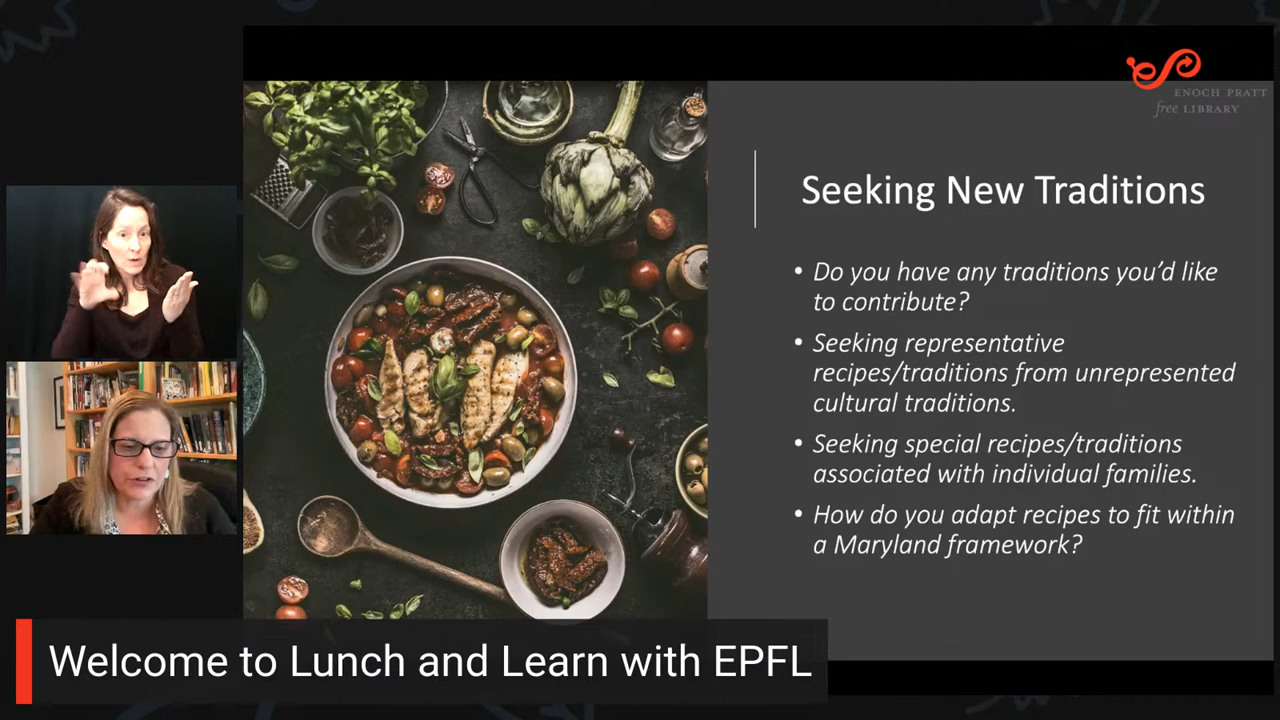 ENOCH PRATT
free LIBRARY
Seeking New Traditions
• Do you have any traditions you’d like
to contribute?
• Seeking representative
recipes/traditions from unrepresented
cultural traditions.
• Seeking special recipes/traditions
associated with individual families.
• How do you adapt recipes to fit within
a Maryland framework?
Welcome to Lunch and Learn with EPFL